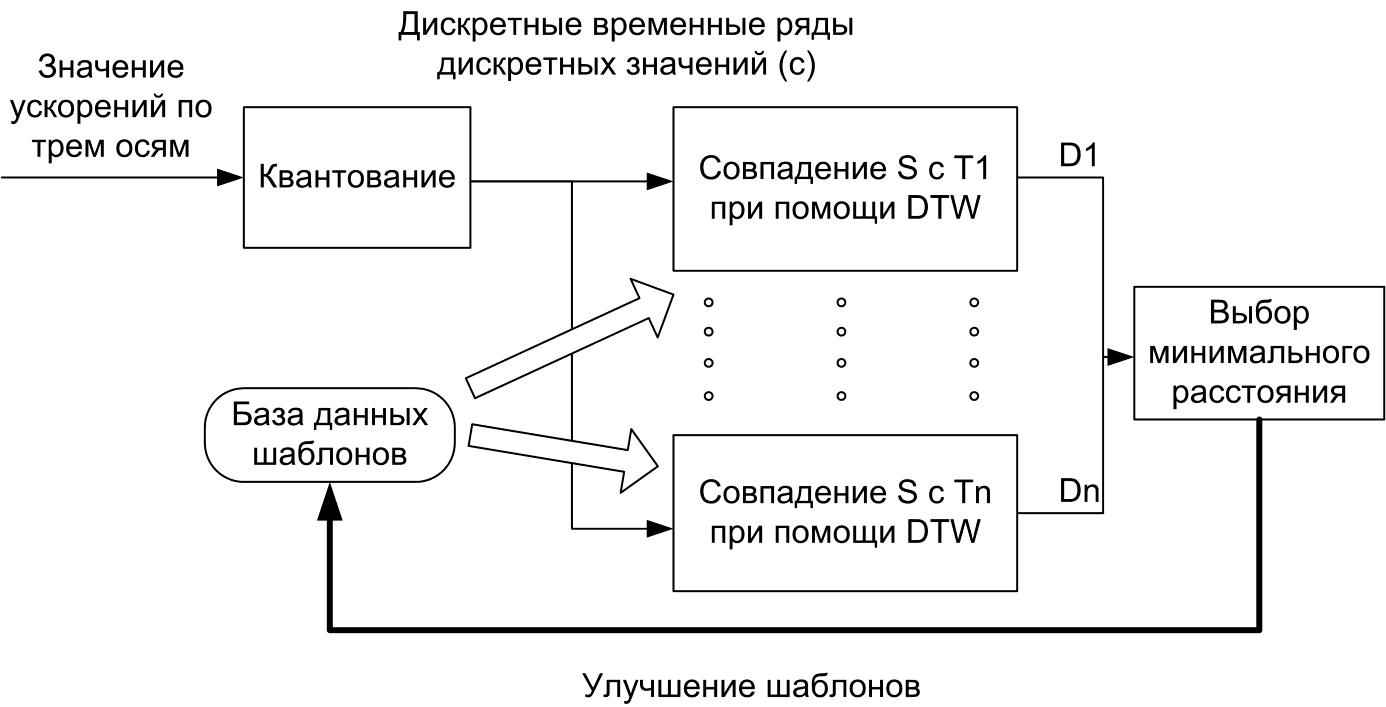 Дискретные временные ряды
дискретных значений (с)
Значение
ускорений по
трем осям
Квантование
Совпадение S с T1
при помощи DTW
D1
Выбор
минимального
расстояния
База данных
шаблонов
Совпадение S с Tn
при помощи DTW
Dn
Улучшение шаблонов